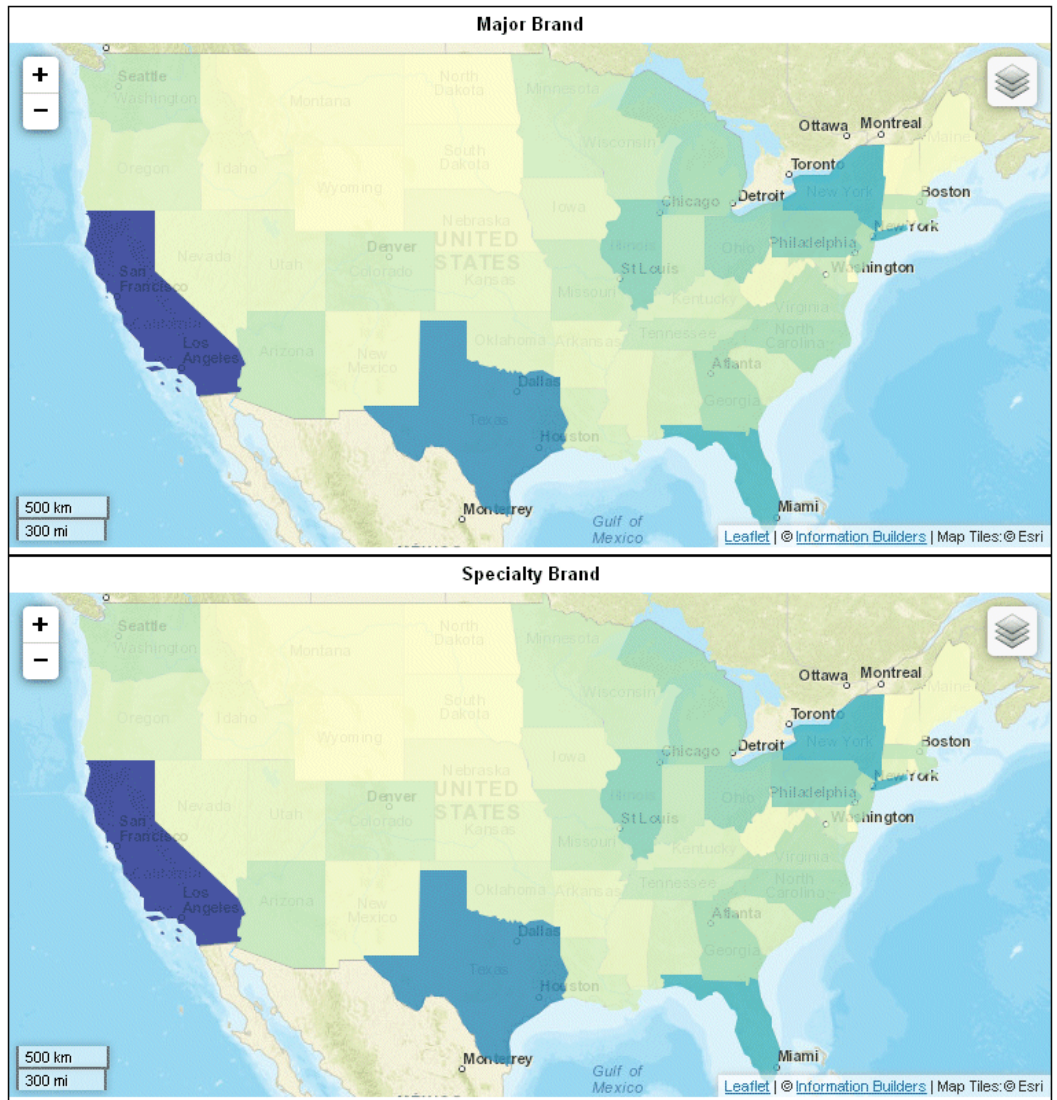 Major Brand
+
−
Seattle
Washington
Montana
North
Dakota
Minnesota
Ottawa
Montreal
Maine
Oregon
Idaho
South
Dakota
Wisconsin
Toronto
Wyoming
Chicago
Detroit
New York
Boston
Iowa
Nebraska
New York
Nevada
Denver
UNITED
STATES
Illinois
Ohio
Philadelphia
San
Francisco
Utah
Colorado
Kansas
St Louis
Washington
Missouri
Kentucky
Virginia
California
Los
Angeles
Arizona
New
Mexico
Oklahoma
Arkansas
Tennessee
North
Carolina
Dallas
Atlanta
Texas
Georgia
Houston
Monterrey
Miami
Gulf of
Mexico
500 km
300 mi
Leaflet | © Information Builders | Map Tiles:© Esri
Specialty Brand
+
−
Seattle
Washington
Montana
North
Dakota
Minnesota
Ottawa
Montreal
Maine
Oregon
Idaho
South
Dakota
Wisconsin
Toronto
Wyoming
Chicago
Detroit
New York
Boston
Iowa
Nebraska
New York
Nevada
Denver
UNITED
STATES
Illinois
Ohio
Philadelphia
San
Francisco
Utah
Colorado
Kansas
St Louis
Washington
Missouri
Kentucky
Virginia
California
Los
Angeles
Arizona
New
Mexico
Oklahoma
Arkansas
Tennessee
North
Carolina
Dallas
Atlanta
Texas
Georgia
Houston
Monterrey
Miami
Gulf of
Mexico
500 km
300 mi
Leaflet | © Information Builders | Map Tiles:© Esri